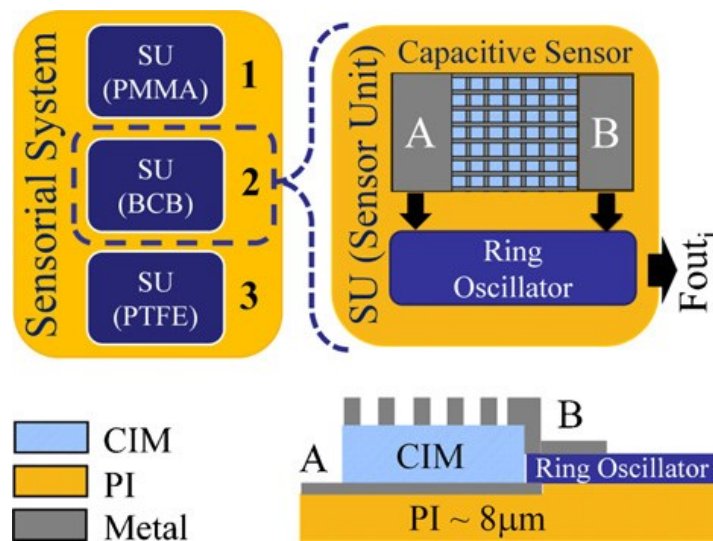 Sensorial System
SU
(PMMA)
1
SU
(BCB)
2
SU
(PTFE)
3
SU (Sensor Unit)
Capacitive Sensor
A
B
Ring
Oscillator
Fouti
CIM
PI
Metal
A
B
CIM
Ring Oscillator
PI ~ 8μm